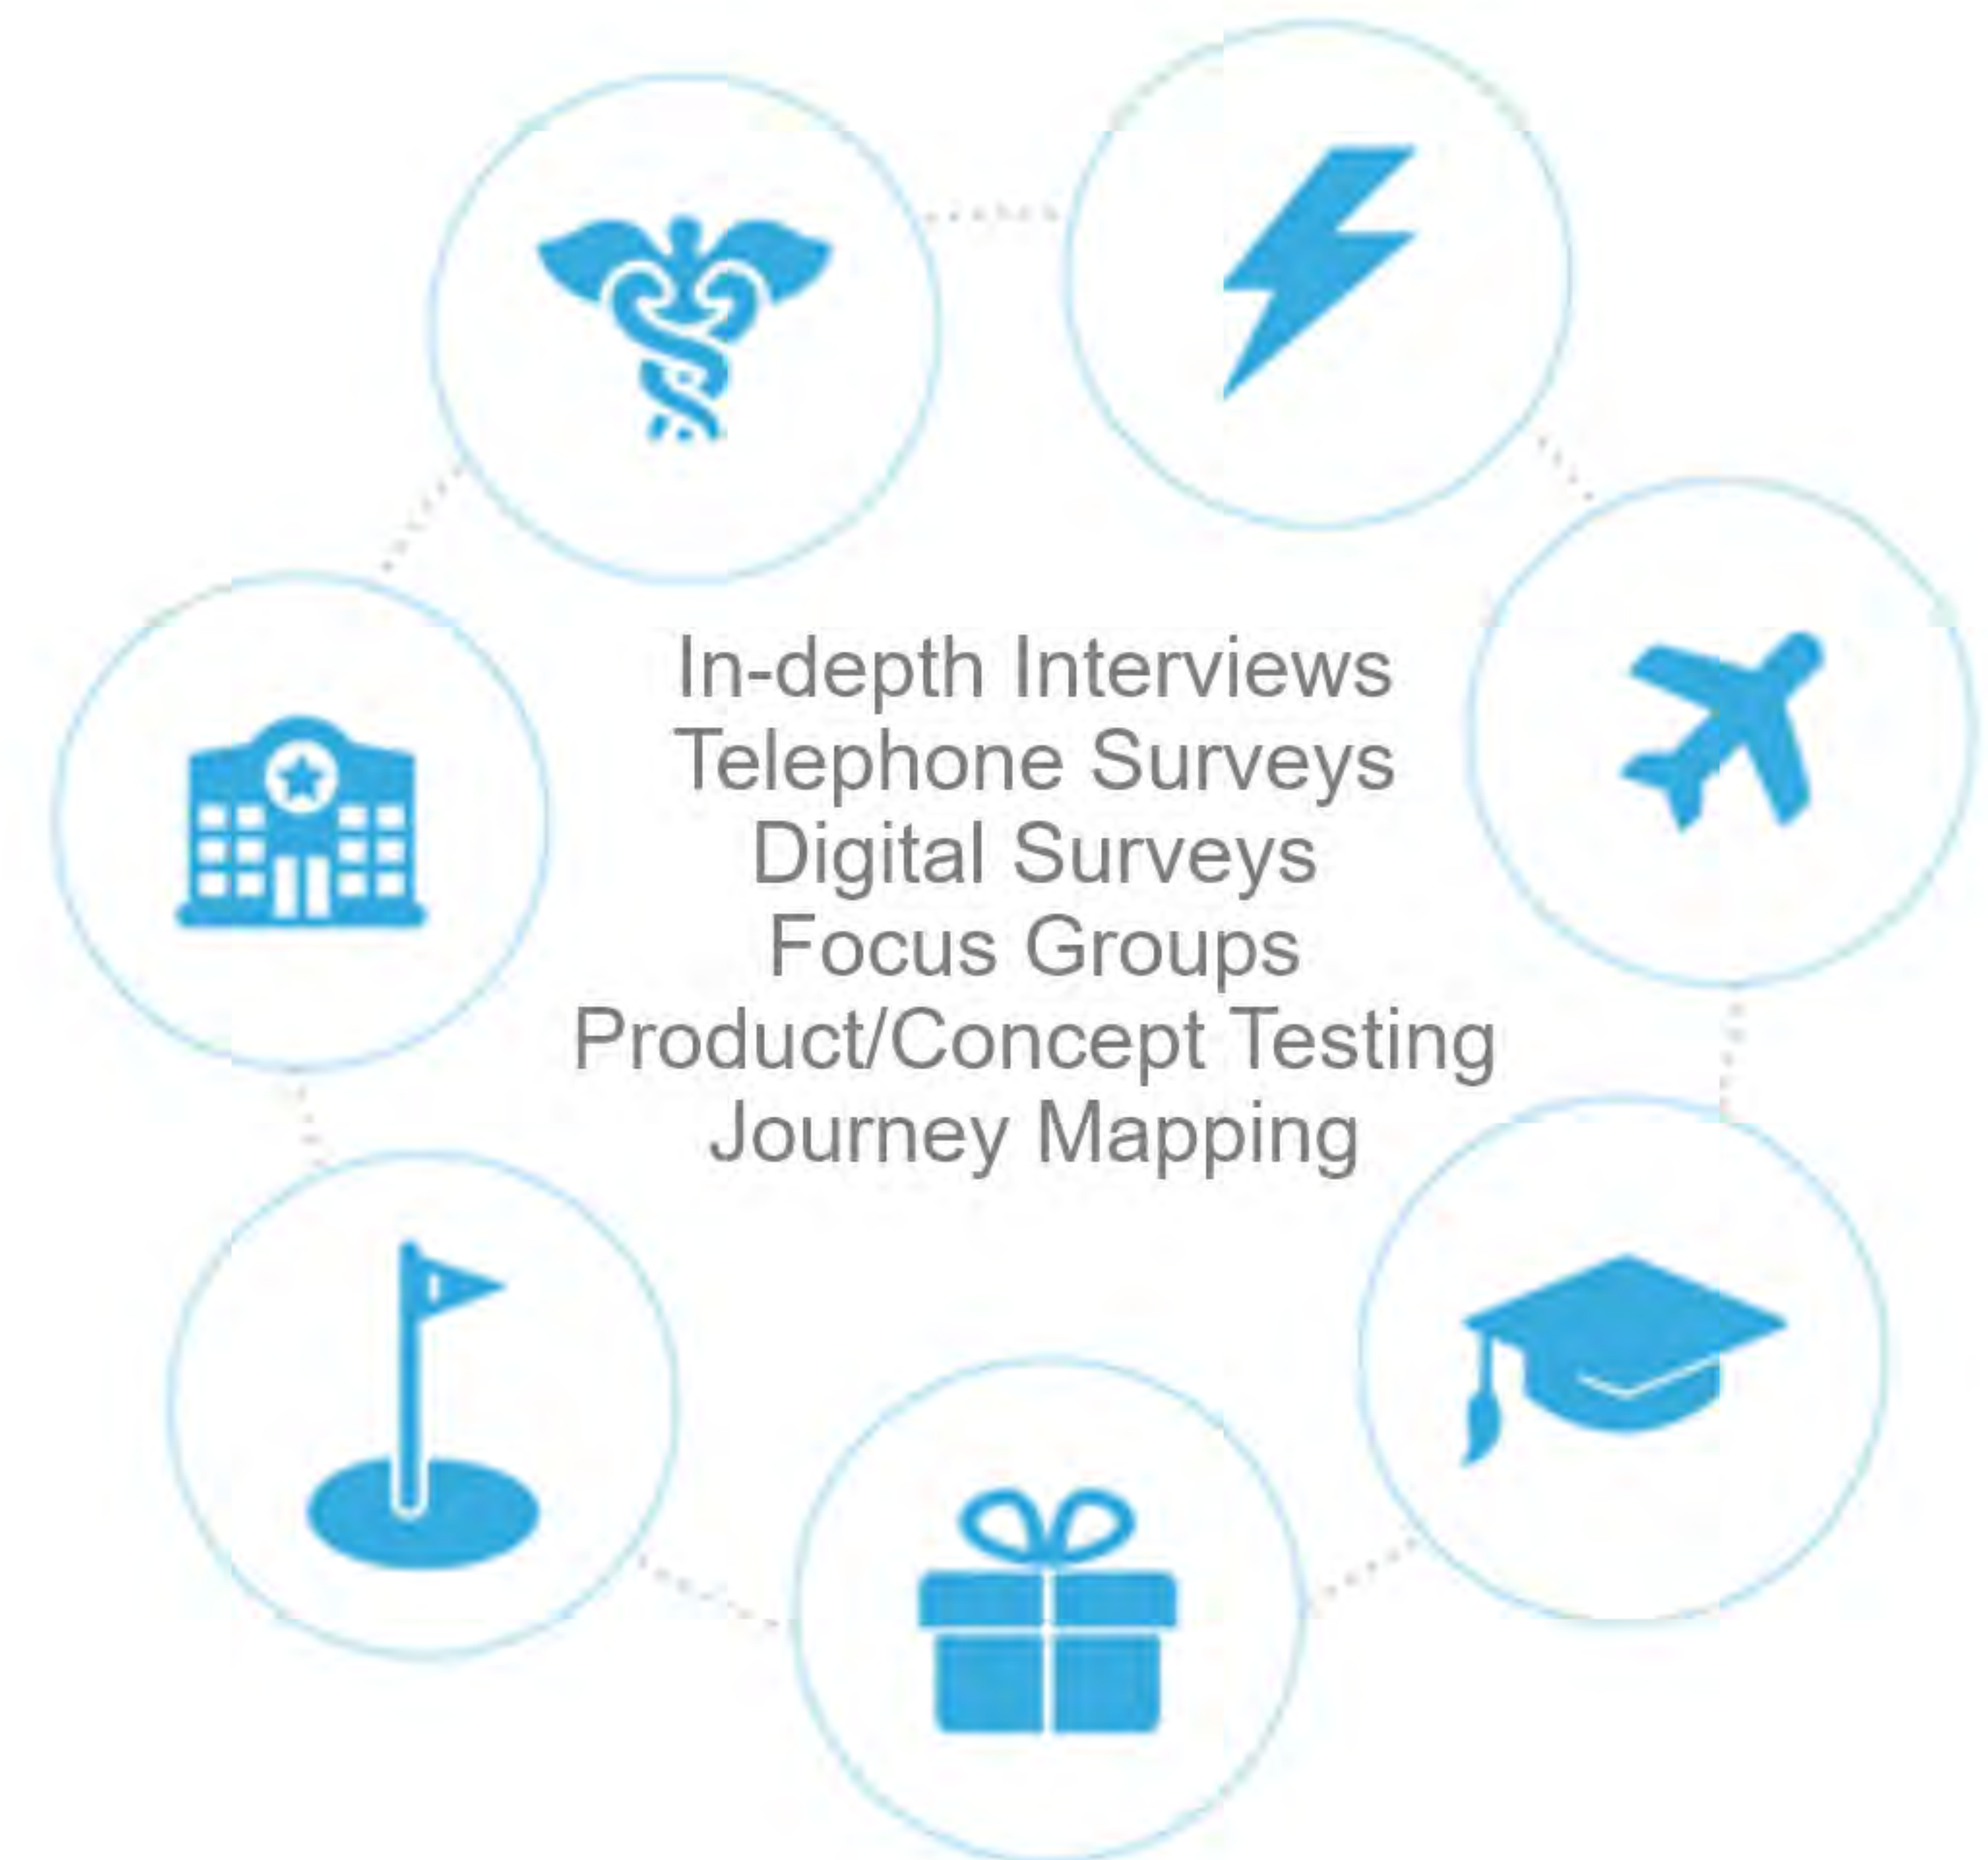 In-depth Interviews
Telephone Surveys
Digital Surveys
Focus Groups
Product/Concept Testing
Journey Mapping